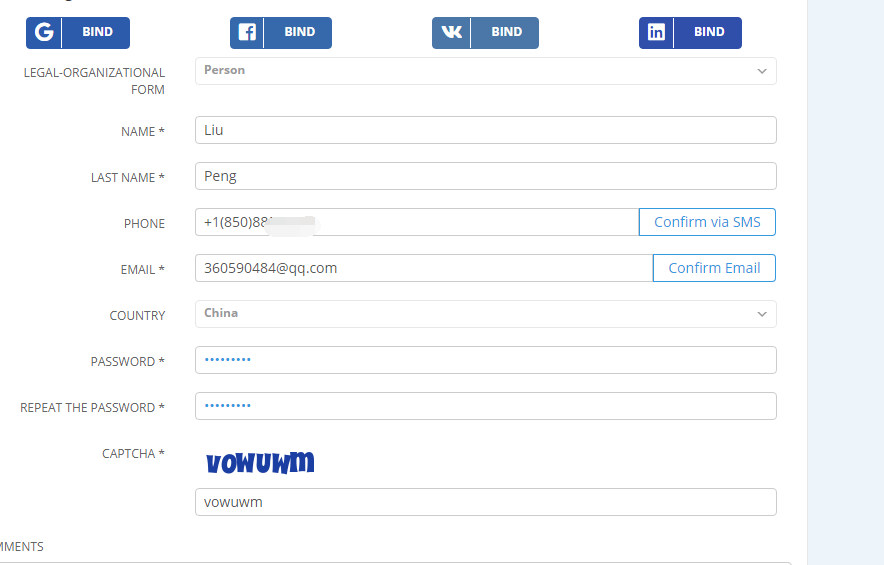 BIND BIND BIND BIND
LEGAL-ORGANIZATIONAL FORM Person
NAME * Liu
LAST NAME * Peng
PHONE +1(850)88 Confirm via SMS
EMAIL * 360590484@qq.com Confirm Email
COUNTRY China
PASSWORD * •••••••••
REPEAT THE PASSWORD * •••••••••
CAPTCHA * vowuwm
vowuwm
MMENTS